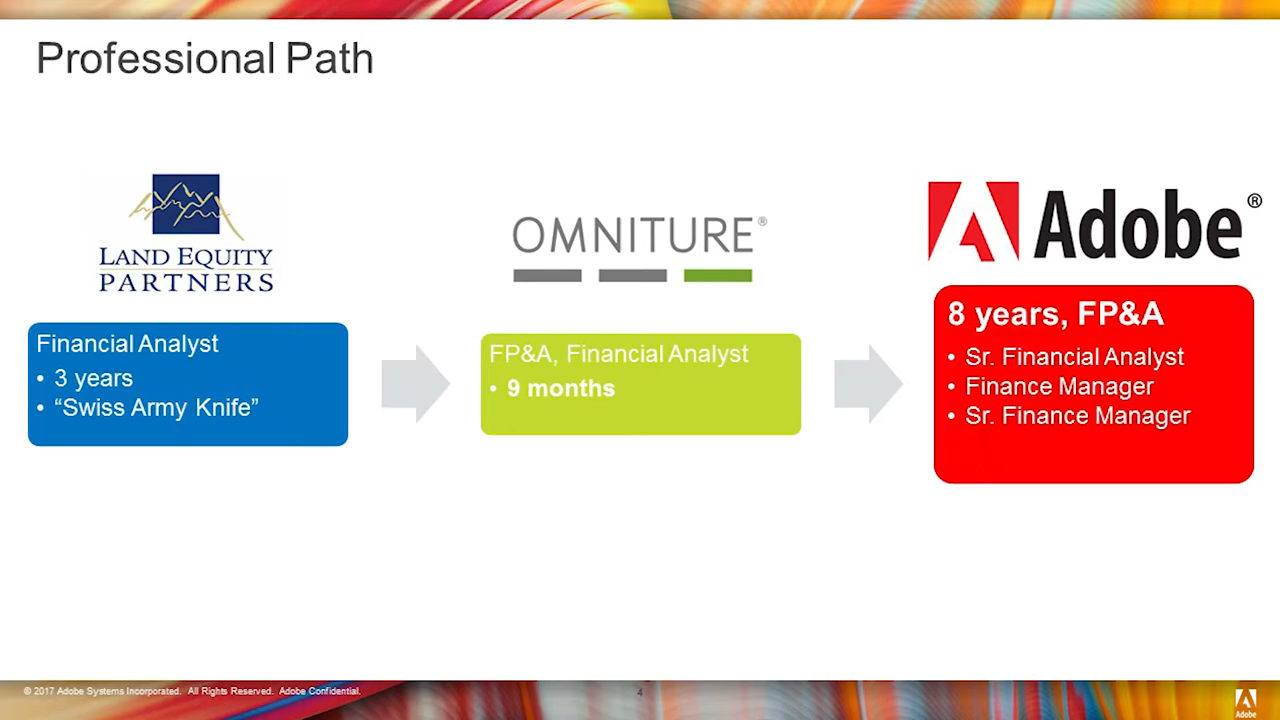 Professional Path
LAND EQUITY
PARTNERS
OMNITURE®
Adobe®
Financial Analyst
• 3 years
• “Swiss Army Knife”
FP&A, Financial Analyst
• 9 months
8 years, FP&A
• Sr. Financial Analyst
• Finance Manager
• Sr. Finance Manager
© 2017 Adobe Systems Incorporated. All Rights Reserved. Adobe Confidential.
4
Adobe